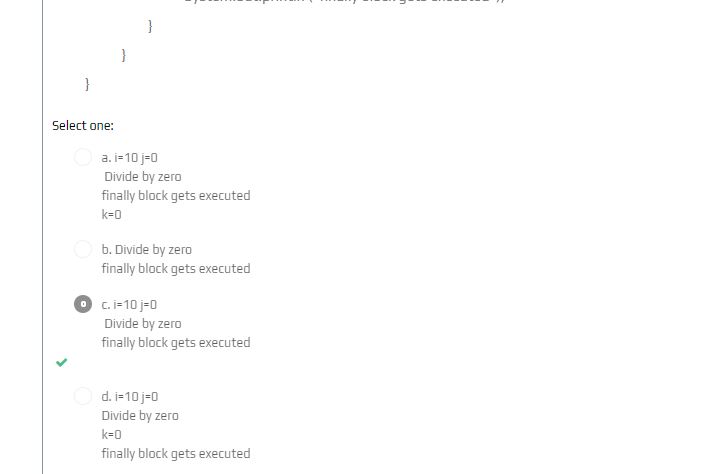 }
}
}
Select one:
a. i=10 j=0
Divide by zero
finally block gets executed
k=0
b. Divide by zero
finally block gets executed
c. i=10 j=0
Divide by zero
finally block gets executed
d. i=10 j=0
Divide by zero
k=0
finally block gets executed